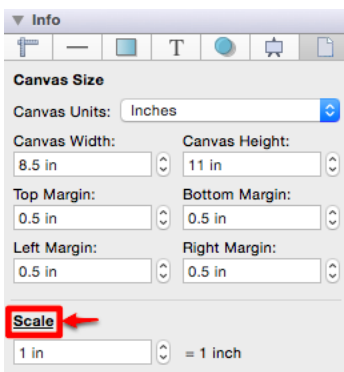 Info
T
Canvas Size
Canvas Units: Inches
Canvas Width: Canvas Height:
8.5 in 11 in
Top Margin: Bottom Margin:
0.5 in 0.5 in
Left Margin: Right Margin:
0.5 in 0.5 in
Scale
1 in = 1 inch